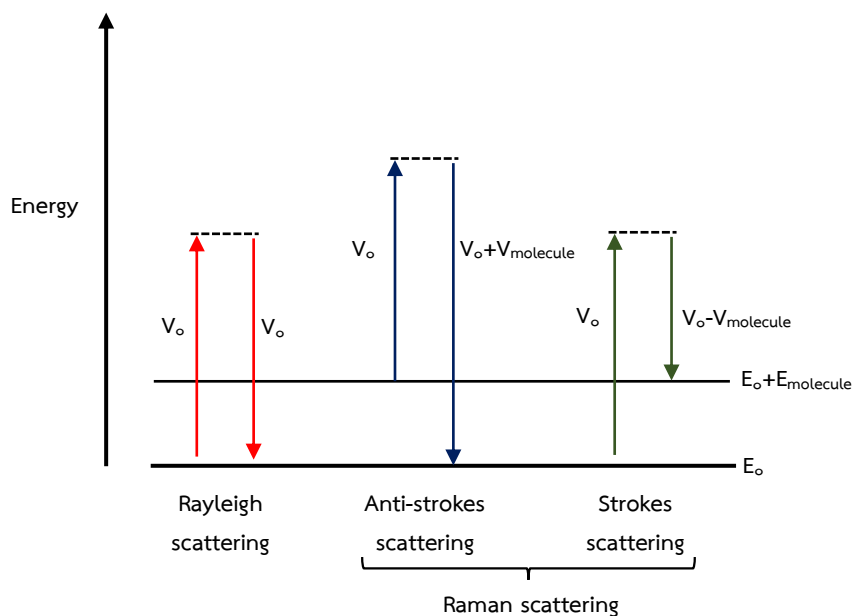 Energy
Vₒ
Vₒ
Vₒ
Vₒ+Vmolecule
Vₒ
Vₒ-Vmolecule
Eₒ+Emolecule
Eₒ
Rayleigh
scattering
Anti-strokes
scattering
Strokes
scattering
Raman scattering